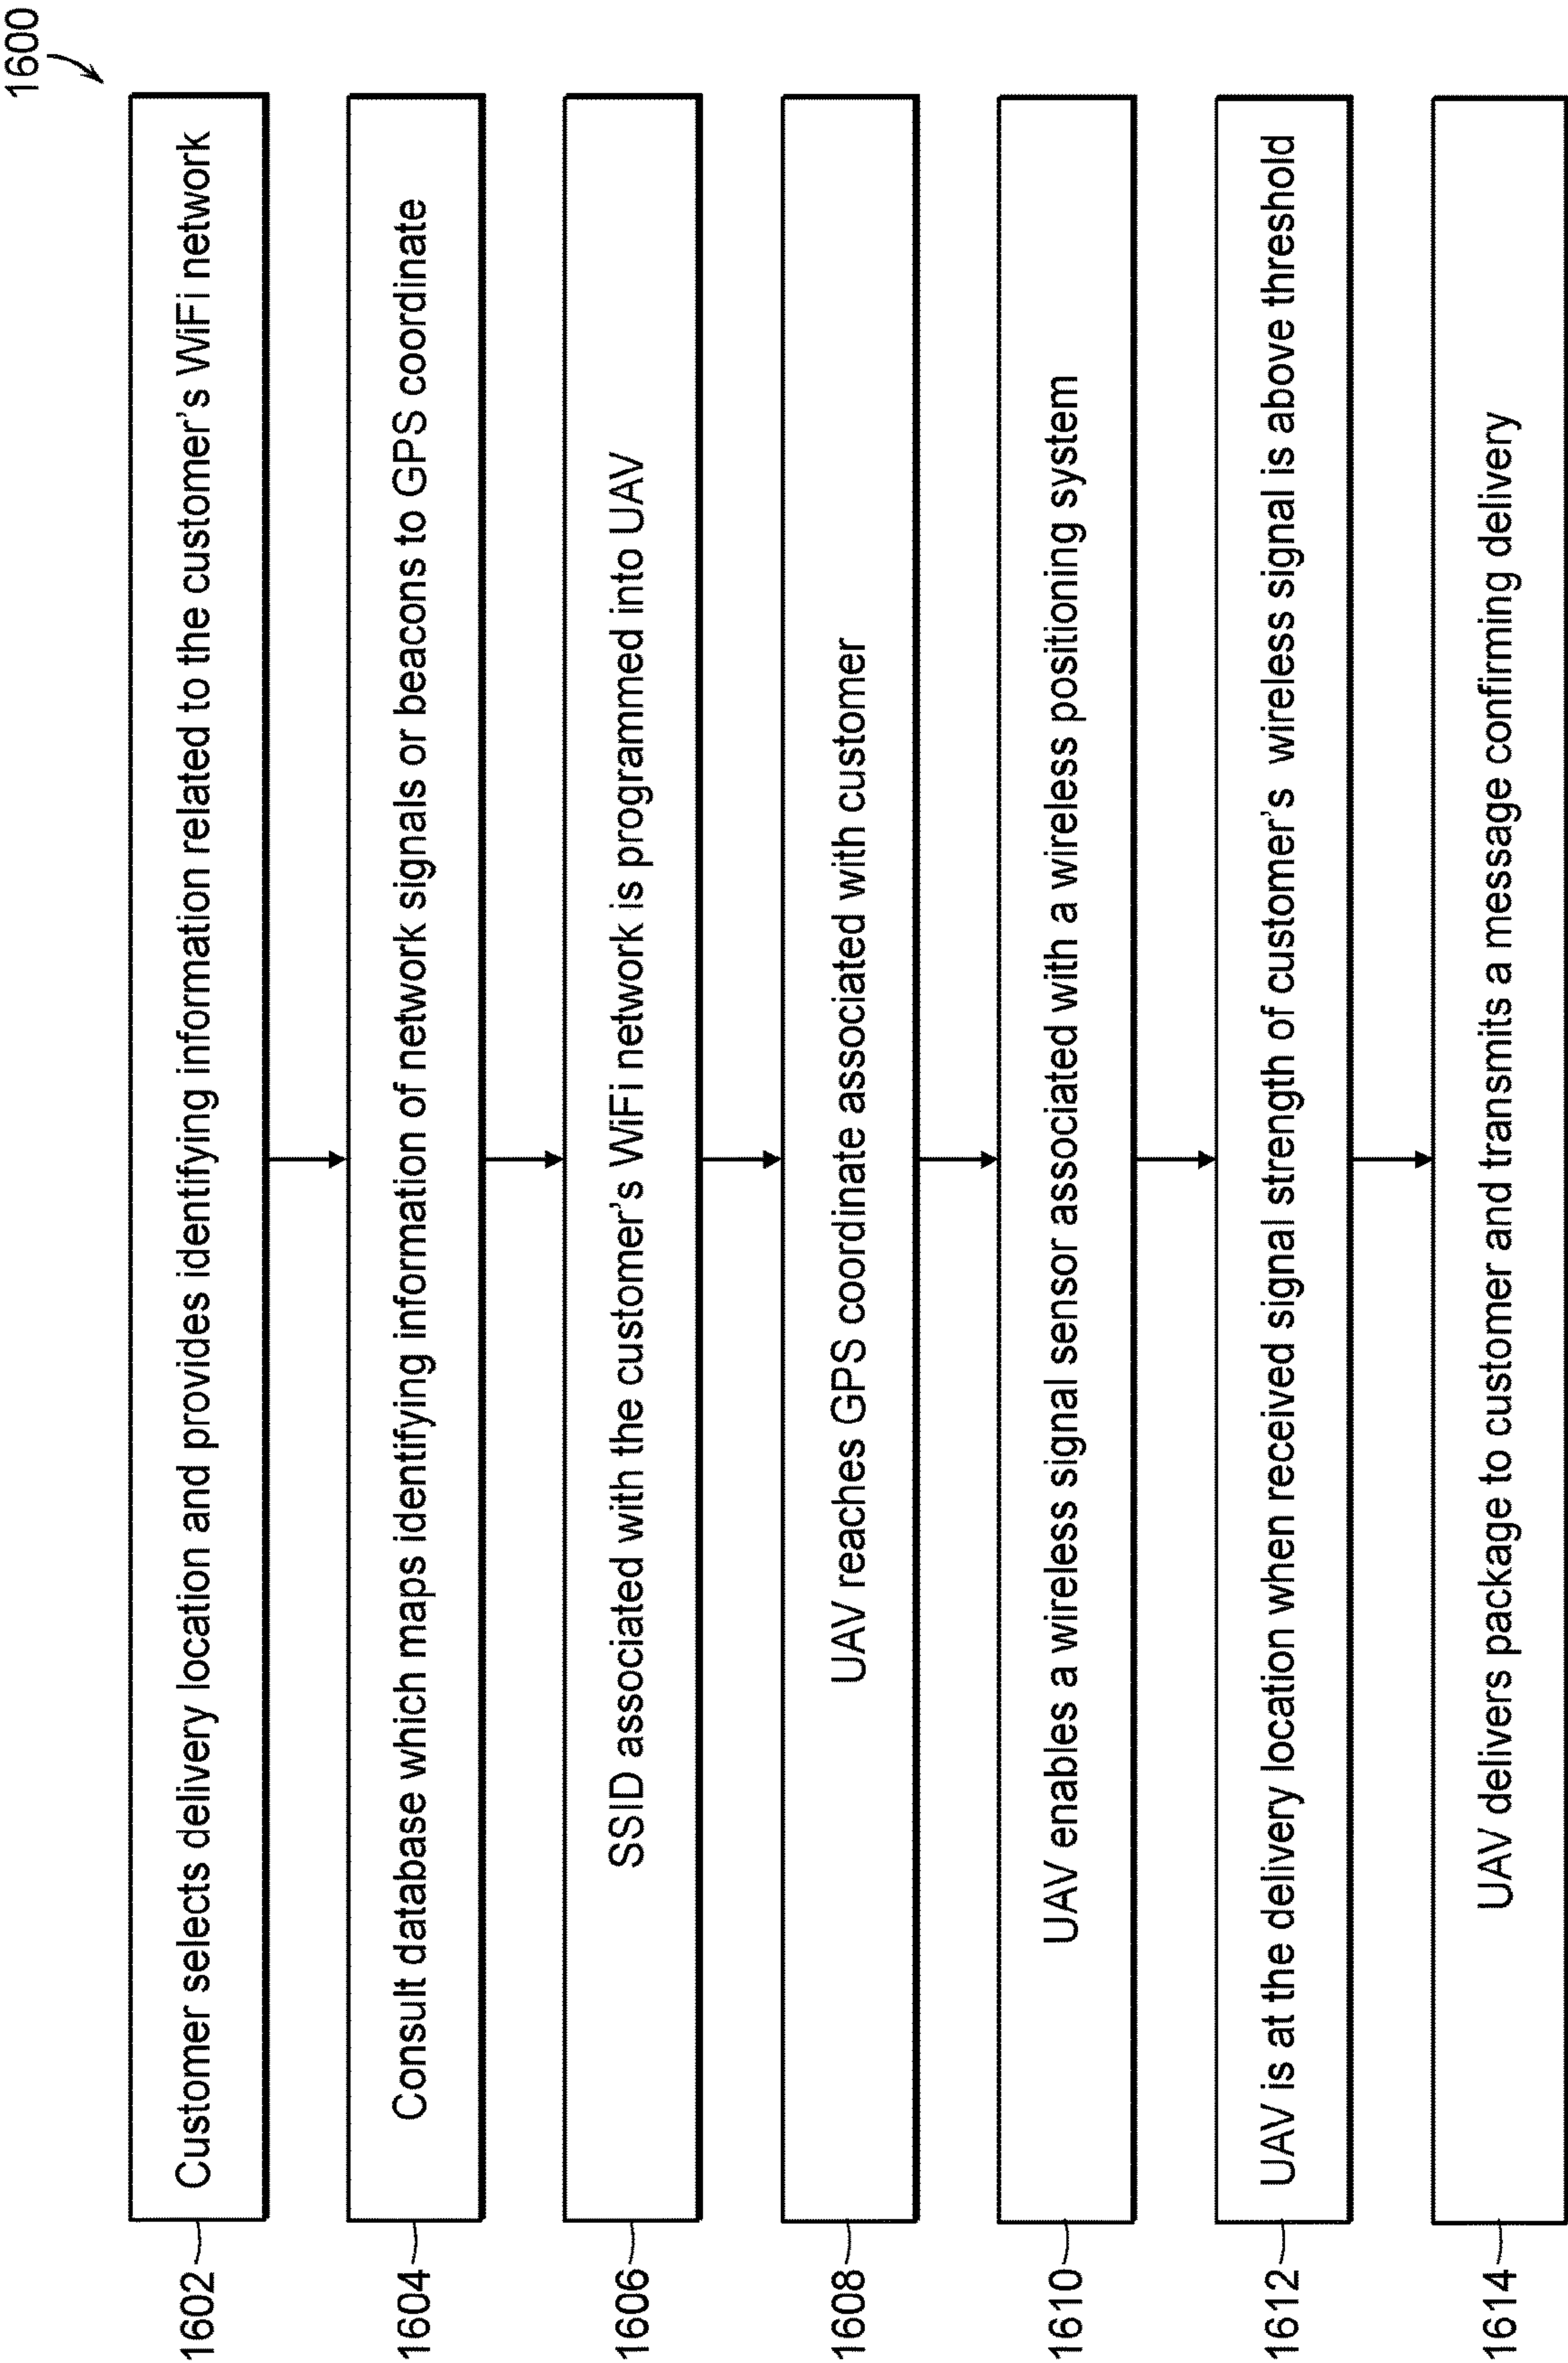 1600
1602
Customer selects delivery location and provides identifying information related to the customer's WiFi network
1604
Consult database which maps identifying information of network signals or beacons to GPS coordinate
1606
SSID associated with the customer's WiFi network is programmed into UAV
1608
UAV reaches GPS coordinate associated with customer
1610
UAV enables a wireless signal sensor associated with a wireless positioning system
1612
UAV is at the delivery location when received signal strength of customer's wireless signal is above threshold
1614
UAV delivers package to customer and transmits a message confirming delivery